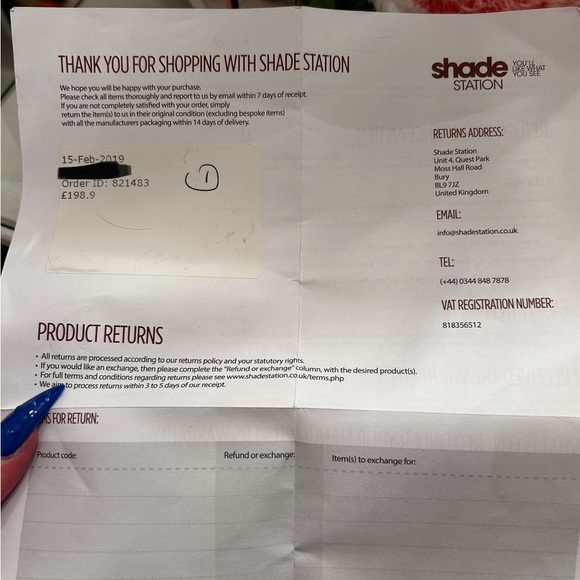 THANK YOU FOR SHOPPING WITH SHADE STATION
We hope you will be happy with your purchase.
Please check all items thoroughly and report to us by email within 7 days of receipt.
If you are not completely satisfied with your order, simply
return the item(s) to us in their original condition (excluding bespoke items)
with all the manufacturers packaging within 14 days of delivery.
shade STATION
YOU'LL
LIKE WHAT
YOU SEE
15-Feb-2019
Order ID: 821483
£198.9
1
RETURNS ADDRESS:
Shade Station
Unit 4, Quest Park
Moss Hall Road
Bury
BL9 7JZ
United Kingdom
EMAIL:
info@shadestation.co.uk
TEL:
(+44) 0344 848 7878
VAT REGISTRATION NUMBER:
818356512
PRODUCT RETURNS
• All returns are processed according to our returns policy and your statutory rights.
• If you would like an exchange, then please complete the "Refund or exchange" column, with the desired product(s).
• For full terms and conditions regarding returns please see www.shadestation.co.uk/terms.php
• We aim to process returns within 3 to 5 days of our receipt.
FOR RETURN:
Product code:
Refund or exchange:
Item(s) to exchange for: